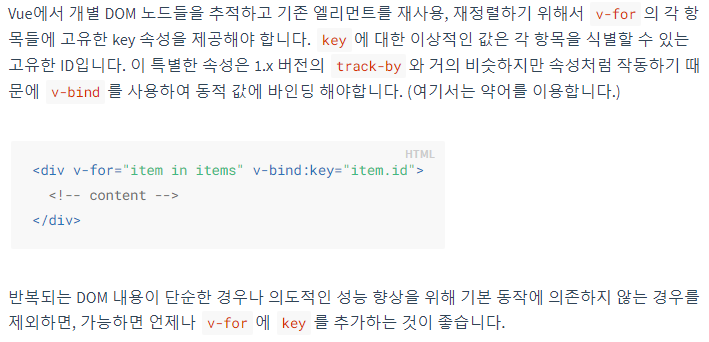 Vue에서 개별 DOM 노드들을 추적하고 기존 엘리먼트를 재사용, 재정렬하기 위해서 v-for 의 각 항
목들에 고유한 key 속성을 제공해야 합니다. key 에 대한 이상적인 값은 각 항목을 식별할 수 있는
고유한 ID입니다. 이 특별한 속성은 1.x 버전의 track-by 와 거의 비슷하지만 속성처럼 작동하기 때
문에 v-bind 를 사용하여 동적 값에 바인딩 해야합니다. (여기서는 약어를 이용합니다.)
HTML
<div v-for="item in items" v-bind:key="item.id">
  <!-- content -->
</div>
반복되는 DOM 내용이 단순한 경우나 의도적인 성능 향상을 위해 기본 동작에 의존하지 않는 경우를
제외하면, 가능하면 언제나 v-for 에 key 를 추가하는 것이 좋습니다.